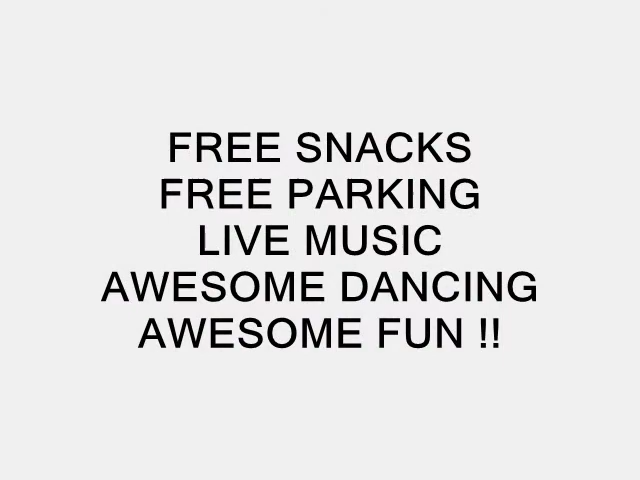 FREE SNACKS
FREE PARKING
LIVE MUSIC
AWESOME DANCING
AWESOME FUN !!